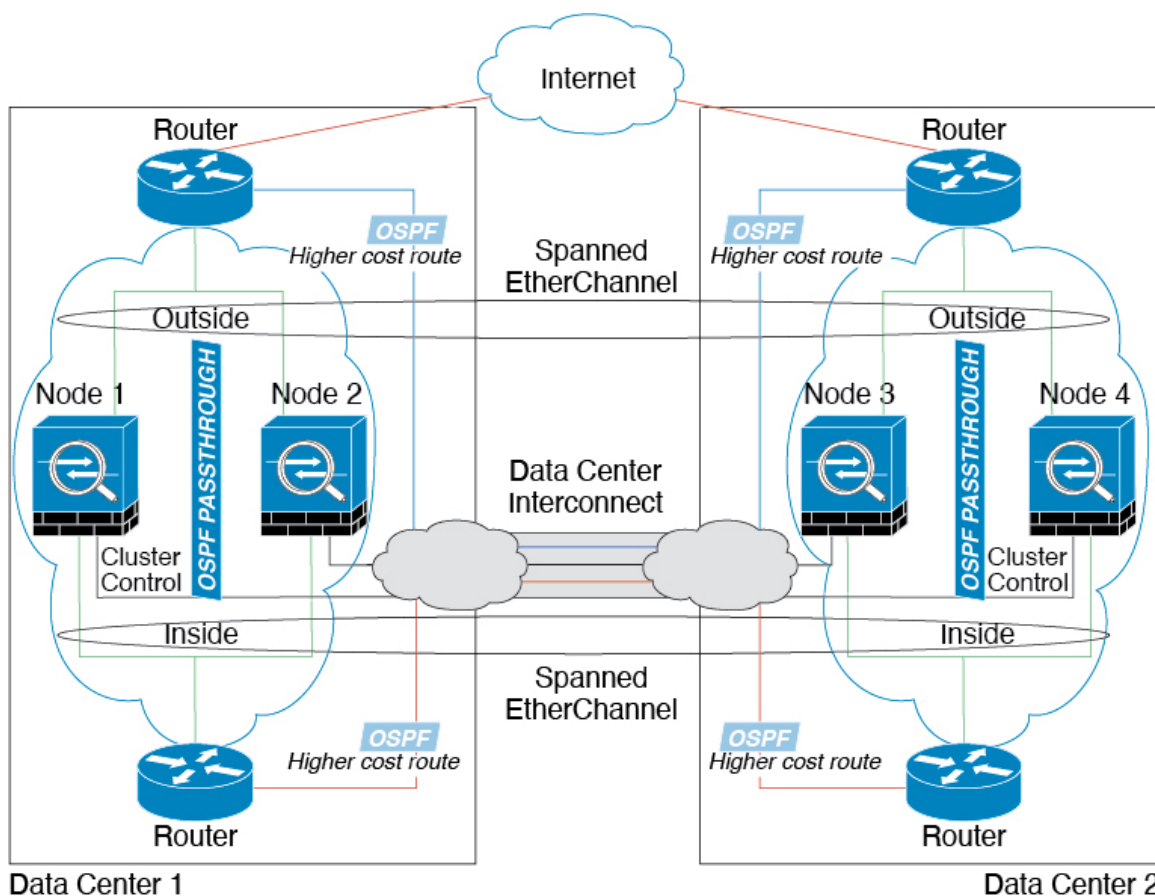 Internet
Router
Router
OSPF
Higher cost route
OSPF
Higher cost route
Spanned
EtherChannel
Outside
Outside
Node 1
Node 2
Node 3
Node 4
OSPF PASSTHROUGH
OSPF PASSTHROUGH
Data Center
Interconnect
Cluster
Control
Cluster
Control
Inside
Inside
Spanned
EtherChannel
OSPF
Higher cost route
OSPF
Higher cost route
Router
Router
Data Center 1
Data Center 2